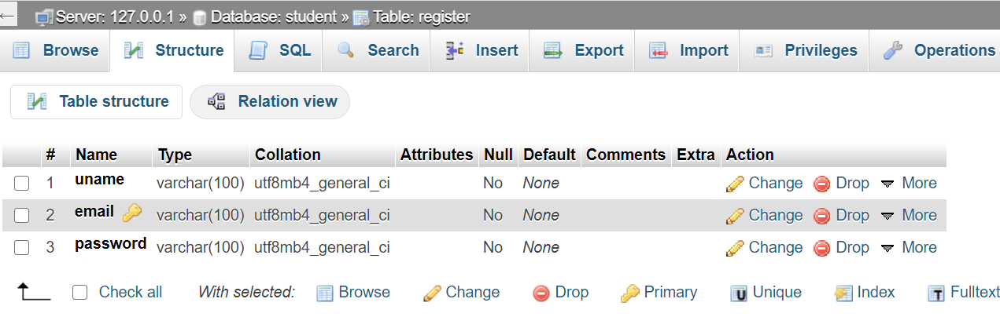 Server: 127.0.0.1 » Database: student » Table: register
Browse Structure SQL Search Insert Export Import Privileges Operations
Table structure Relation view
# Name Type Collation Attributes Null Default Comments Extra Action
1 uname varchar(100) utf8mb4_general_ci No None Change Drop More
2 email varchar(100) utf8mb4_general_ci No None Change Drop More
3 password varchar(100) utf8mb4_general_ci No None Change Drop More
Check all With selected: Browse Change Drop Primary Unique Index Fulltext